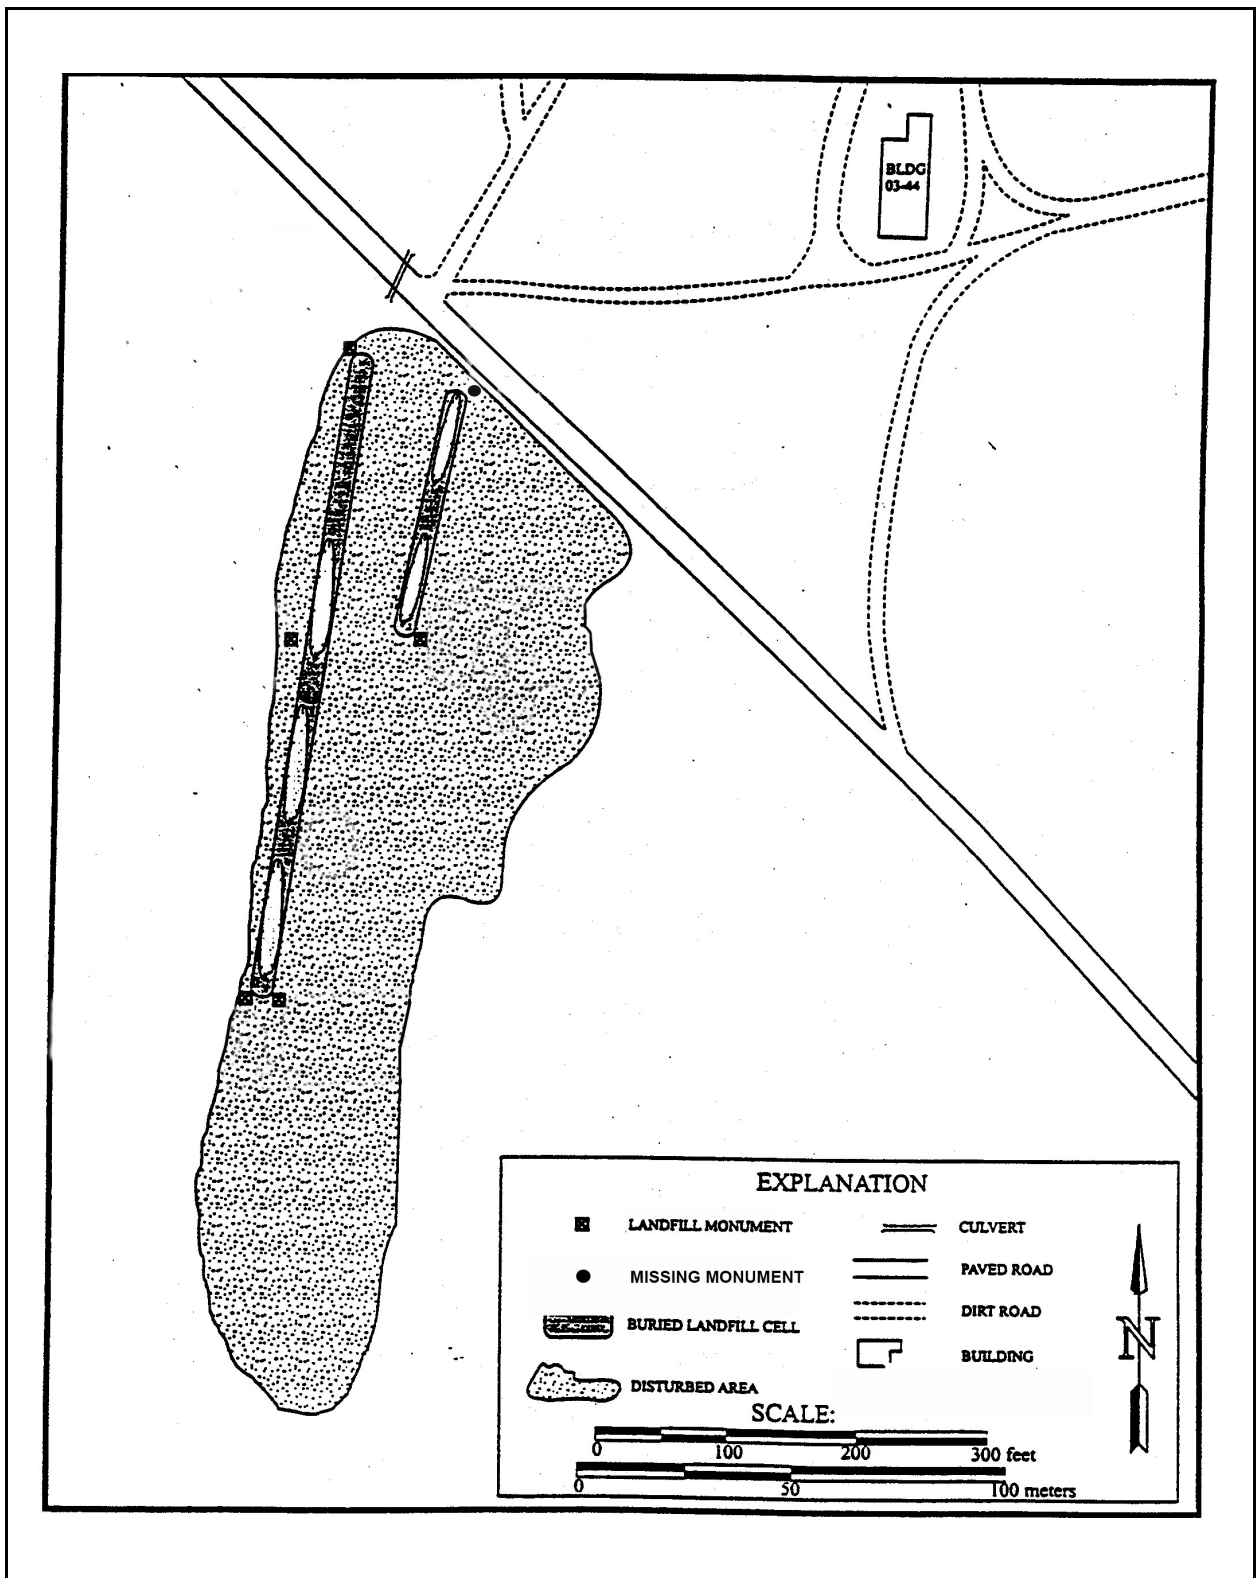 BLDG
03-44
EXPLANATION
LANDFILL MONUMENT
CULVERT
MISSING MONUMENT
PAVED ROAD
BURIED LANDFILL CELL
DIRT ROAD
BUILDING
DISTURBED AREA
N
SCALE:
0 100 200 300 feet
0 50 100 meters